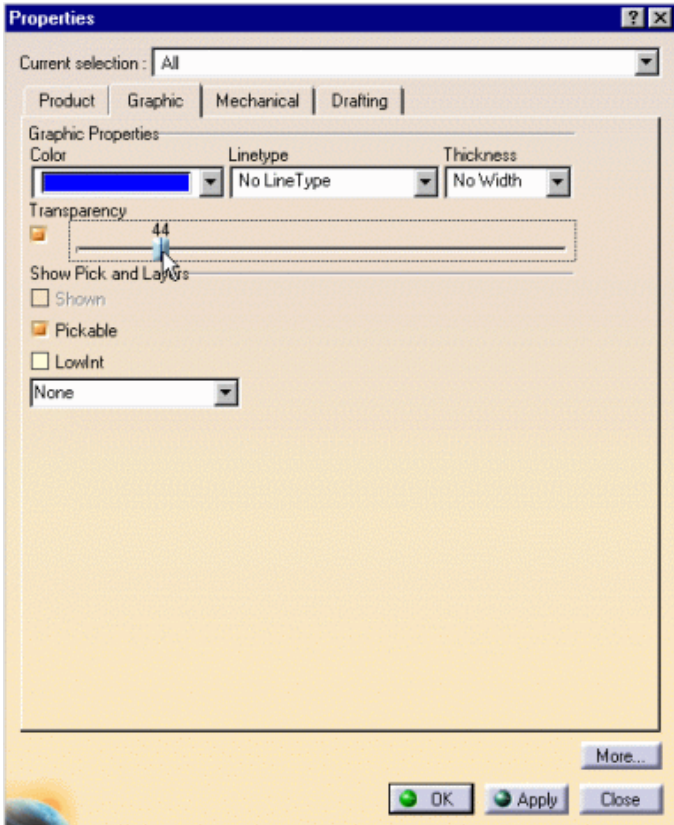 Properties
Current selection : All
Product Graphic Mechanical Drafting
Graphic Properties
Color Linetype Thickness
No LineType No Width
Transparency
44
Show Pick and Layers
Shown
Pickable
LowInt
None
More...
OK Apply Close